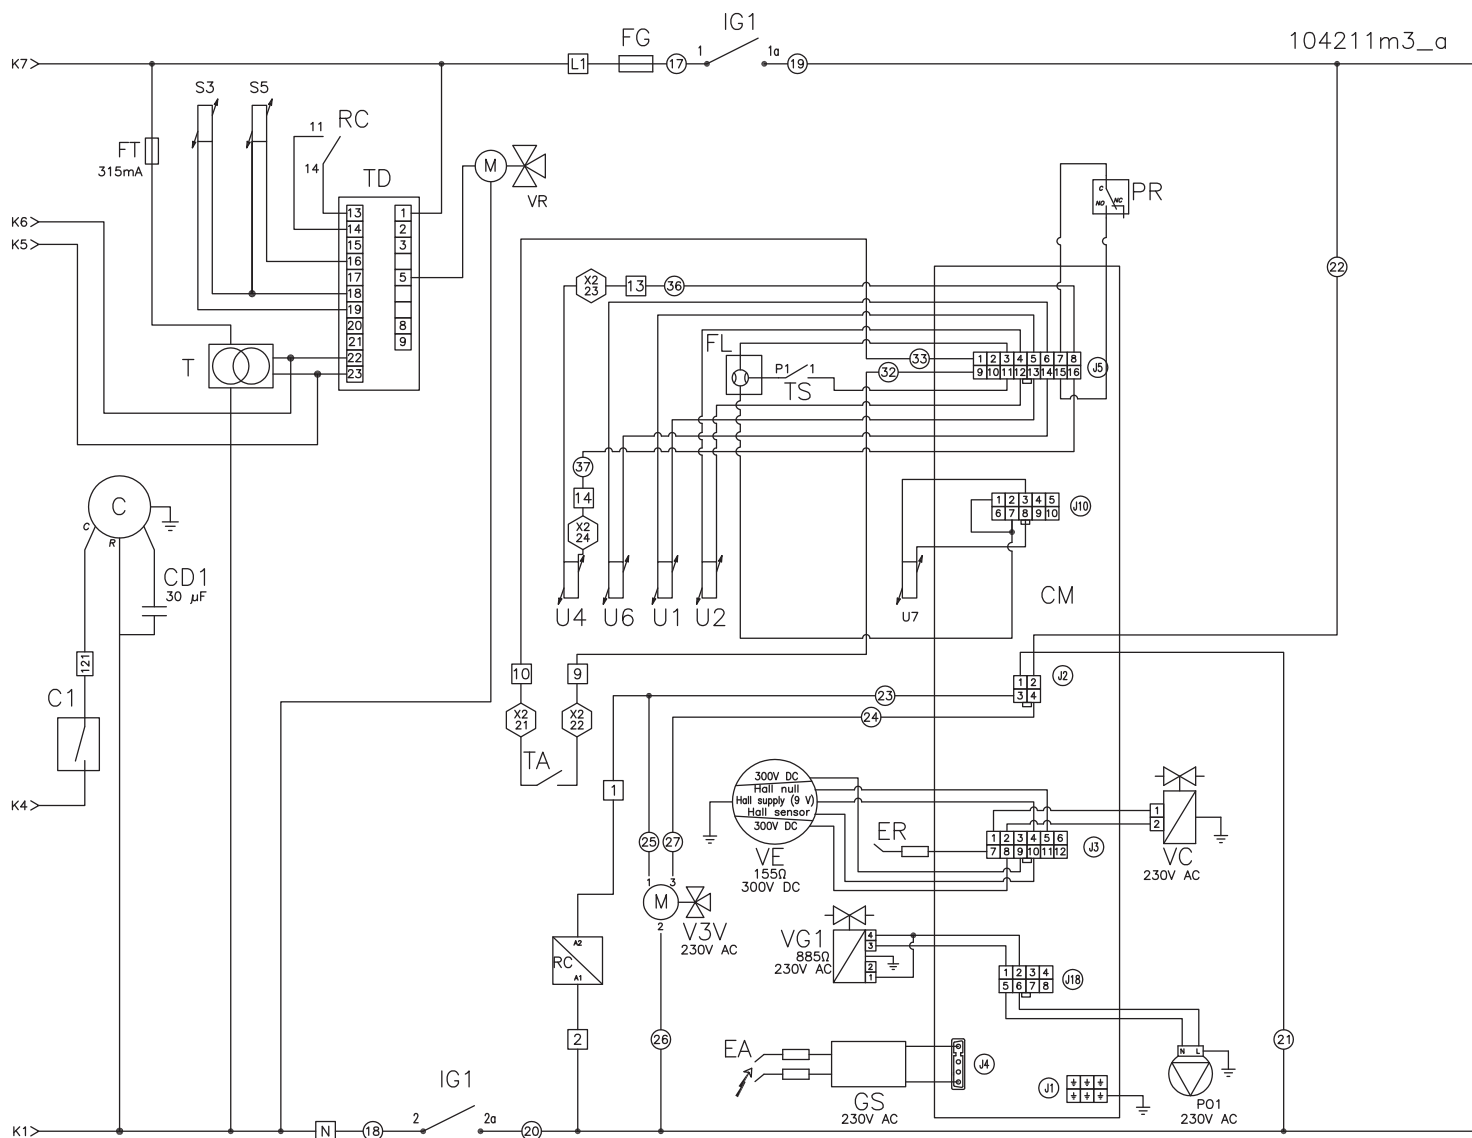 IG1
FG
104211m3_a
K7
L1
17
1
1a
19
S3
S5
RC
11
14
FT
315mA
TD
M
VR
PR
C
NO
NC
13
14
15
16
17
18
19
20
21
22
23
1
2
3
5
8
9
K6
K5
22
X2
23
13
36
T
FL
P1
1
TS
33
32
1 2 3 4 5 6 7 8
9 10 11 12 13 14 15 16
J5
37
14
X2
24
C
C
R
CD1
30 µF
1 2 3 4 5
6 7 8 9 10
J10
U4
U6
U1
U2
U7
CM
121
C1
K4
10
9
X2
21
X2
22
TA
1 2
3 4
J2
23
24
1
300V DC
Hall null
Hall supply (9 V)
Hall sensor
300V DC
VE
155Ω
300V DC
ER
1 2 3 4 5 6
7 8 9 10 11 12
J3
1
2
VC
230V AC
25
27
1
3
M
2
V3V
230V AC
VG1
885Ω
230V AC
4
3
2
1
A2
RC
A1
1 2 3 4
5 6 7 8
J18
2
26
21
EA
GS
230V AC
J4
J1
N
L
PO1
230V AC
IG1
K1
N
18
2
2a
20